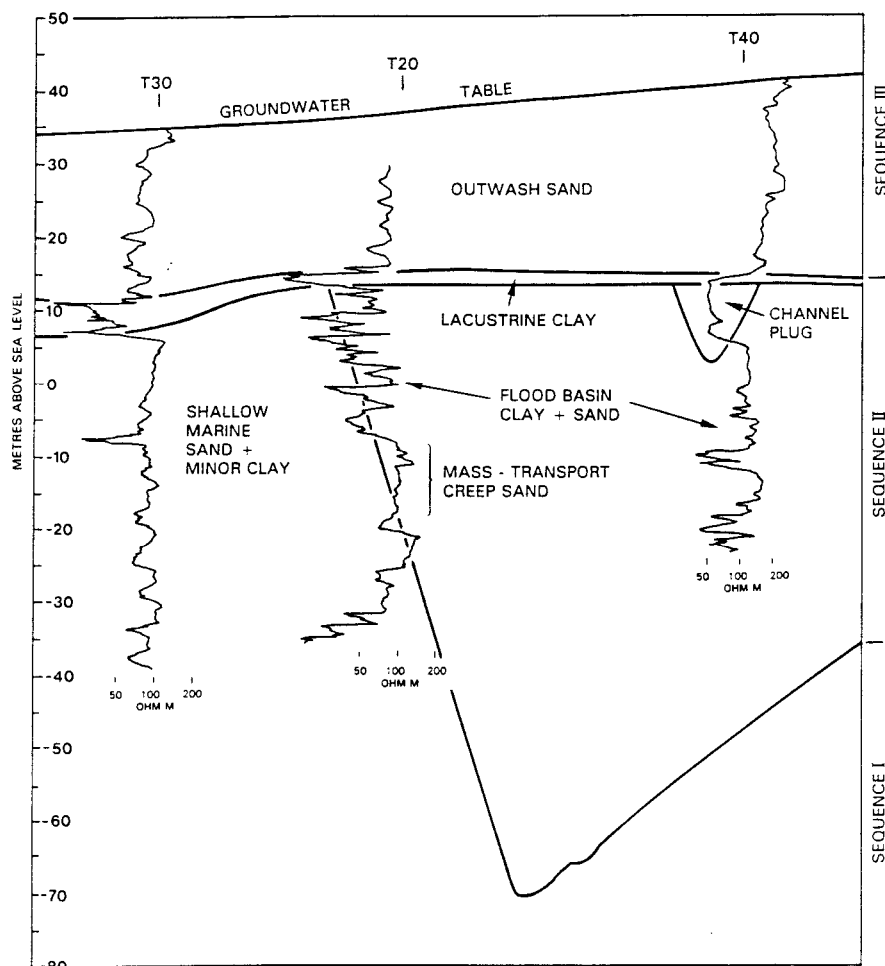 50
T30
T20
T40
40
GROUNDWATER TABLE
30
OUTWASH SAND
20
10
LACUSTRINE CLAY
CHANNEL
PLUG
0
FLOOD BASIN
CLAY + SAND
SHALLOW
MARINE
SAND +
MINOR CLAY
-10
MASS - TRANSPORT
CREEP SAND
-20
50 100 200
OHM M
-30
50 100 200
OHM M
-40
50 100 200
OHM M
-50
-60
-70
-80
METRES ABOVE SEA LEVEL
SEQUENCE III
SEQUENCE II
SEQUENCE I